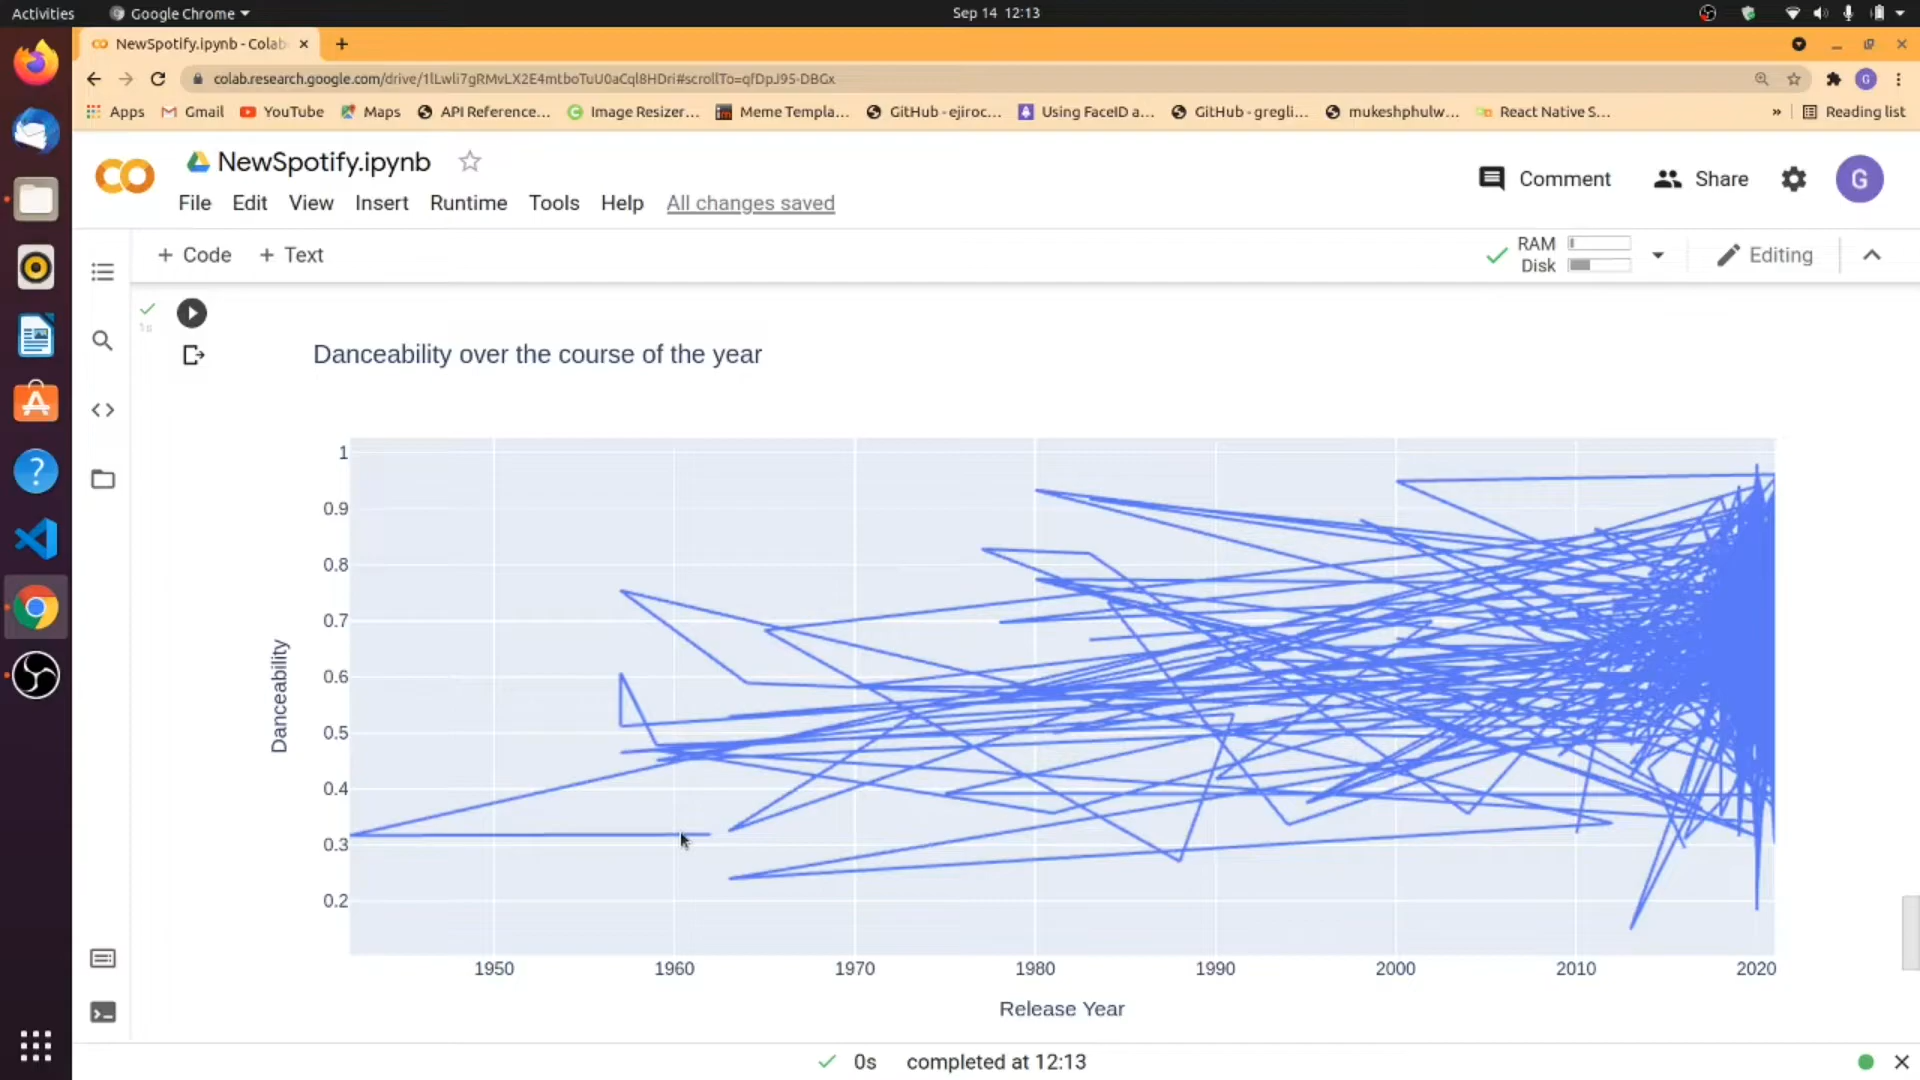 Activities
Google Chrome
Sep 14 12:13
NewSpotify.ipynb - Colab
colab.research.google.com/drive/1lLwli7gRMvLX2E4mtboTuU0aCql8HDri#scrollTo=qfDpJ95-DBGx
Apps
Gmail
YouTube
Maps
API Reference...
Image Resizer...
Meme Templa...
GitHub - ejiroc...
Using FaceID a...
GitHub - gregli...
mukeshphulw...
React Native S...
»
Reading list
NewSpotify.ipynb
G
Comment
Share
G
File Edit View Insert Runtime Tools Help All changes saved
+ Code + Text
RAM
Disk
Editing
1s
Danceability over the course of the year
1
0.9
0.8
0.7
0.6
0.5
0.4
0.3
0.2
Danceability
1950 1960 1970 1980 1990 2000 2010 2020
Release Year
0s completed at 12:13